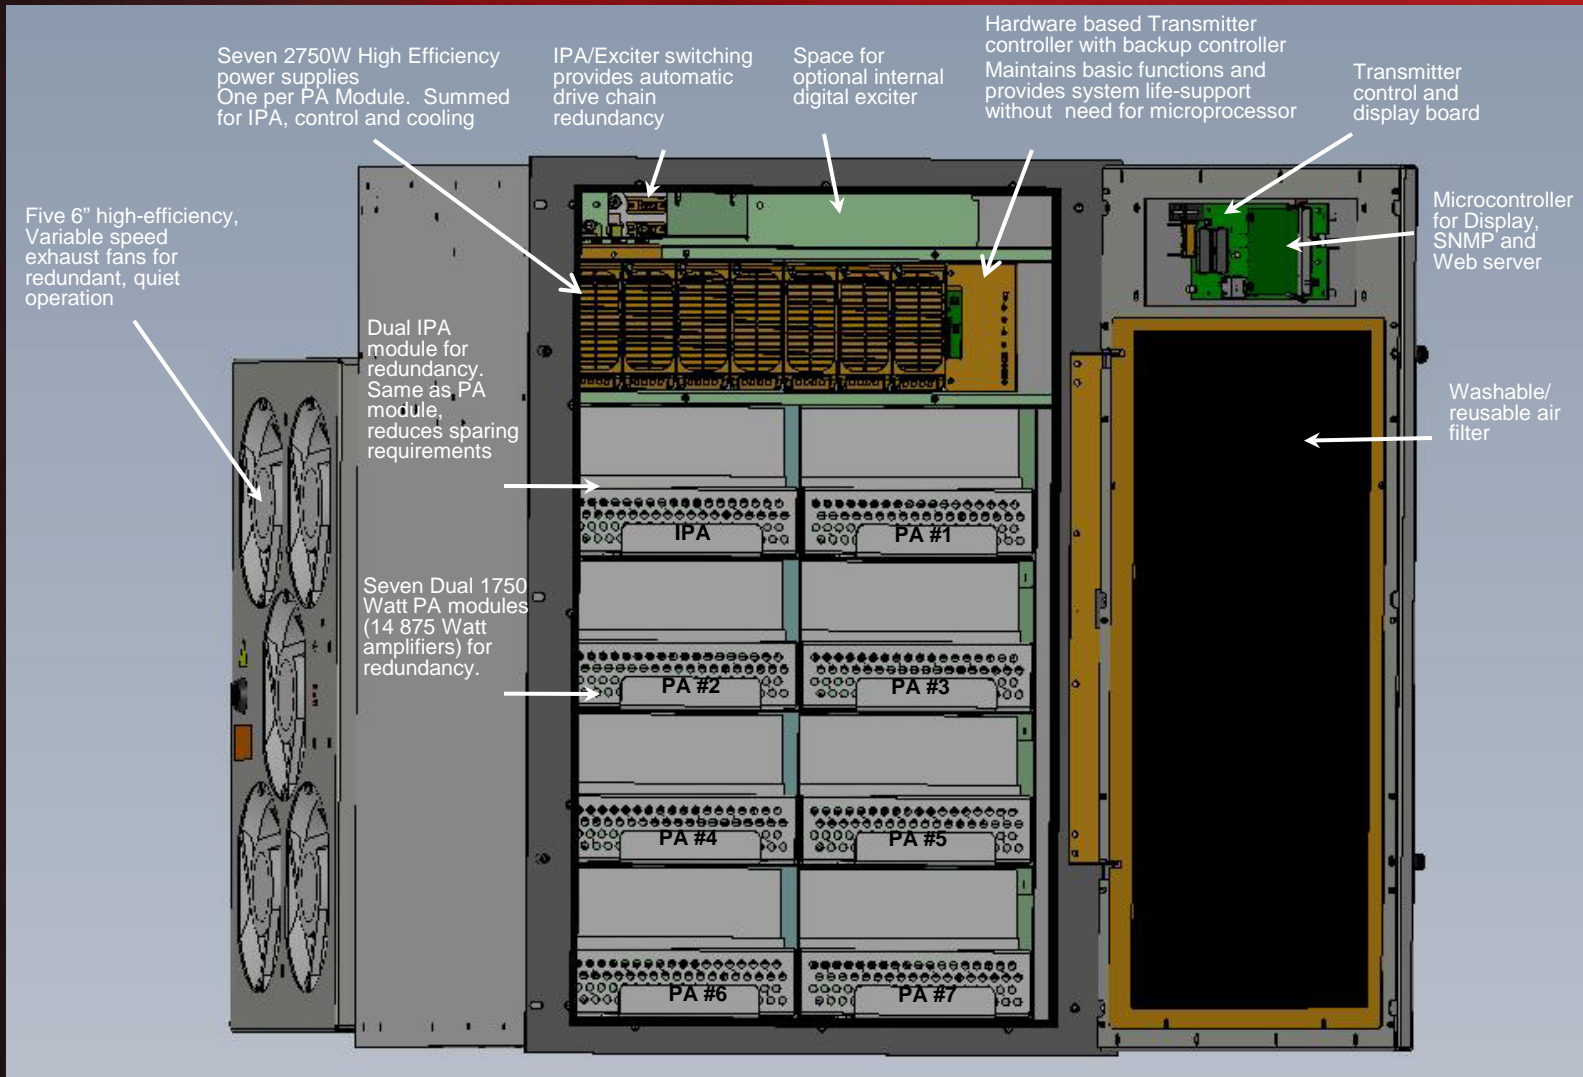 Seven 2750W High Efficiency
power supplies
One per PA Module.  Summed
for IPA, control and cooling
IPA/Exciter switching
provides automatic
drive chain
redundancy
Space for
optional internal
digital exciter
Hardware based Transmitter
controller with backup controller
Maintains basic functions and
provides system life-support
without  need for microprocessor
Transmitter
control and
display board
Microcontroller
for Display,
SNMP and
Web server
Five 6” high-efficiency,
Variable speed
exhaust fans for
redundant, quiet
operation
Dual IPA
module for
redundancy.
Same as PA
module,
reduces sparing
requirements
Washable/
reusable air
filter
IPA
PA #1
Seven Dual 1750
Watt PA modules
(14 875 Watt
amplifiers) for
redundancy.
PA #2
PA #3
PA #4
PA #5
PA #6
PA #7